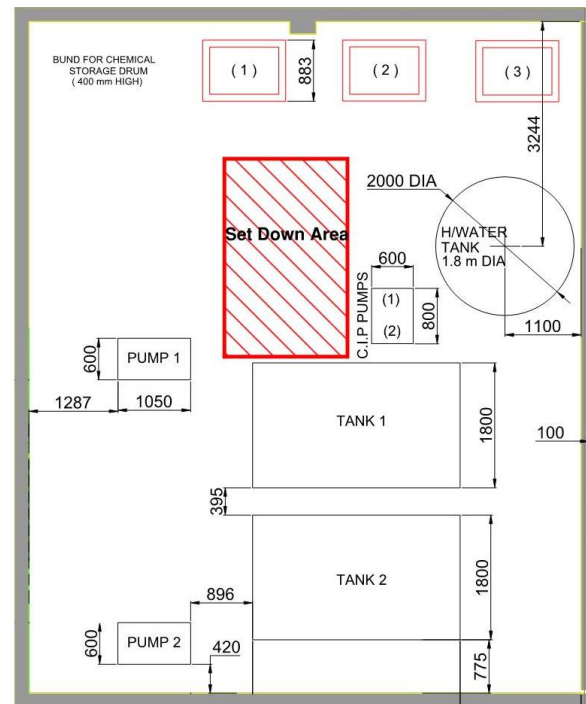 BUND FOR CHEMICAL
STORAGE DRUM
( 400 mm HIGH)
( 1 )
883
( 2 )
( 3 )
3244
2000 DIA
Set Down Area
H/WATER
TANK
1.8 m DIA
600
C.I.P PUMPS
(1)
(2)
800
1100
600
PUMP 1
1287
1050
TANK 1
1800
100
395
TANK 2
1800
896
600
PUMP 2
420
775